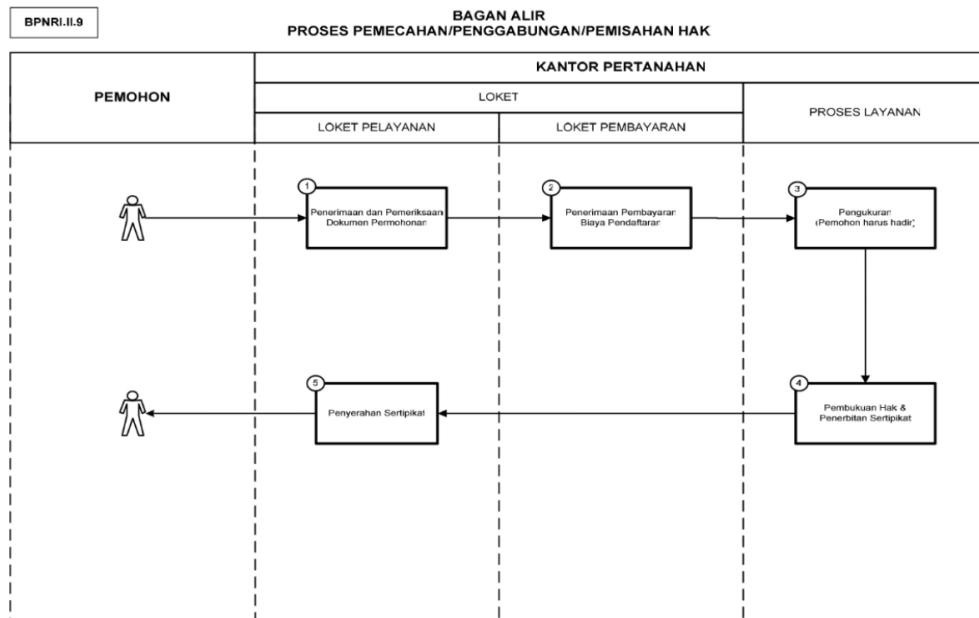 BPNRI.II.9
BAGAN ALIR
PROSES PEMECAHAN/PENGGABUNGAN/PEMISAHAN HAK
PEMOHON
KANTOR PERTANAHAN
LOKET
PROSES LAYANAN
LOKET PELAYANAN
LOKET PEMBAYARAN
1
Penerimaan dan Pemeriksaan
Dokumen Permohonan
2
Penerimaan Pembayaran
Biaya Pendaftaran
3
Pengukuran
(Pemohon harus hadir)
5
Penyerahan Sertipikat
4
Pembukuan Hak &
Penerbitan Sertipikat